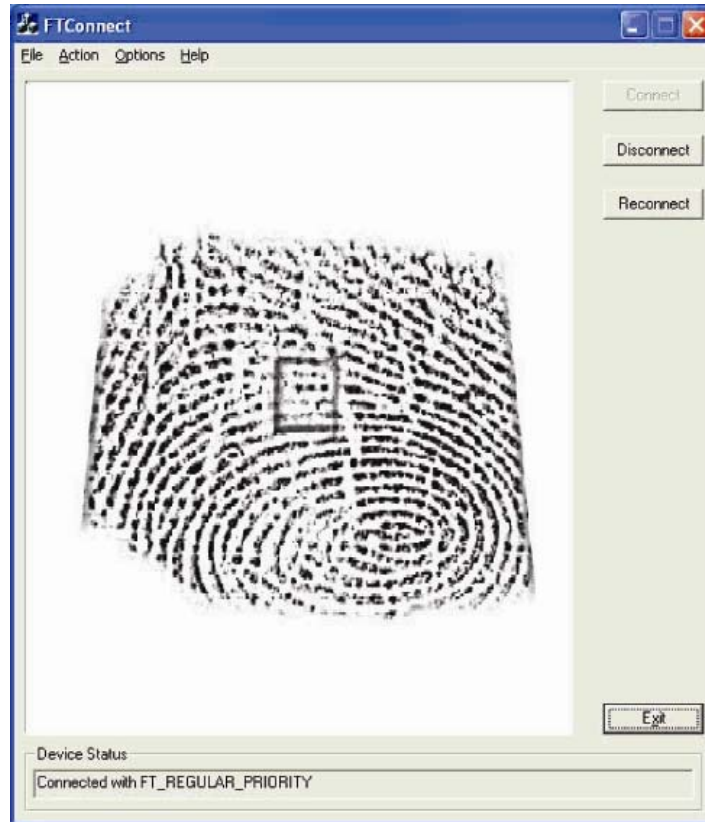 FTConnect
File Action Options Help
Connect
Disconnect
Reconnect
Exit
Device Status
Connected with FT_REGULAR_PRIORITY